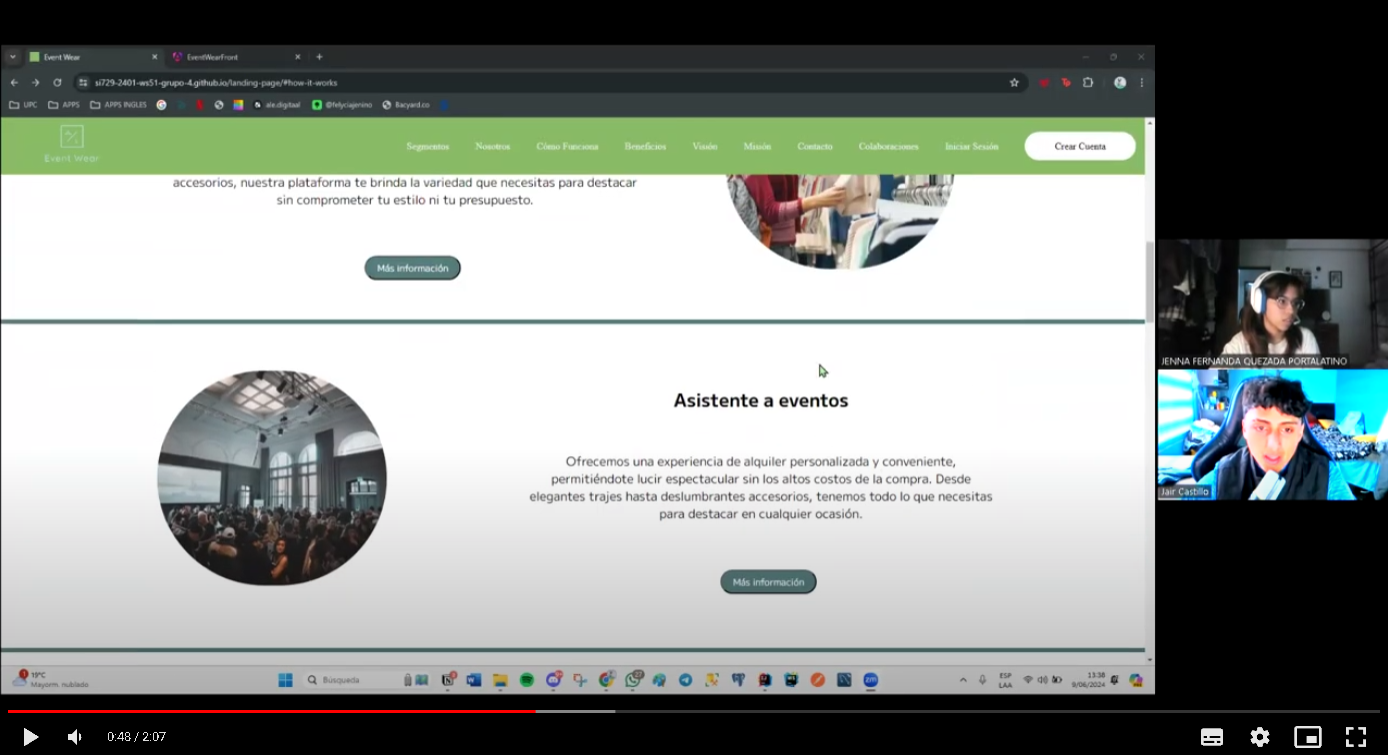 Event Wear
EventWearFront
si729-2401-ws51-grupo-4.github.io/landing-page/#how-it-works
UPC
APPS
APPS INGLES
ale.digitaal
@felyciajenino
Bacyard.co
Event Wear
Segmentos
Nosotros
Cómo Funciona
Beneficios
Visión
Misión
Contacto
Colaboraciones
Iniciar Sesión
Crear Cuenta
accesorios, nuestra plataforma te brinda la variedad que necesitas para destacar
sin comprometer tu estilo ni tu presupuesto.
Más información
JENNA FERNANDA QUEZADA PORTALATINO
Jair Castillo
Asistente a eventos
Ofrecemos una experiencia de alquiler personalizada y conveniente,
permitiéndote lucir espectacular sin los altos costos de la compra. Desde
elegantes trajes hasta deslumbrantes accesorios, tenemos todo lo que necesitas
para destacar en cualquier ocasión.
Más información
19°C
Mayorm. nublado
Búsqueda
zm
ESP
LAA
13:38
9/06/2024
0:48 / 2:07